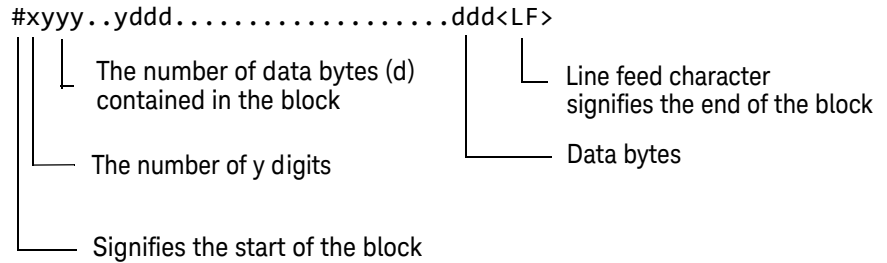 #xyyy..yddd...................ddd<LF>
The number of data bytes (d)
contained in the block
Line feed character
signifies the end of the block
The number of y digits
Data bytes
Signifies the start of the block